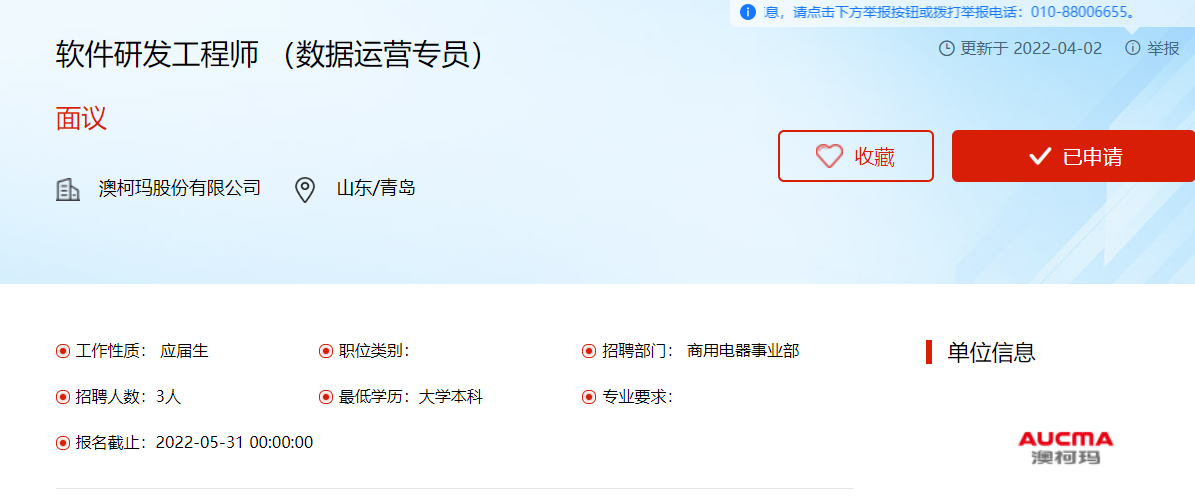 息，请点击下方举报按钮或拨打举报电话：010-88006655。
软件研发工程师 （数据运营专员）
更新于 2022-04-02 举报
面议
收藏 已申请
澳柯玛股份有限公司 山东/青岛
工作性质： 应届生 职位类别： 招聘部门： 商用电器事业部
单位信息
招聘人数：3人 最低学历：大学本科 专业要求：
报名截止：2022-05-31 00:00:00
AUCMA
澳柯玛